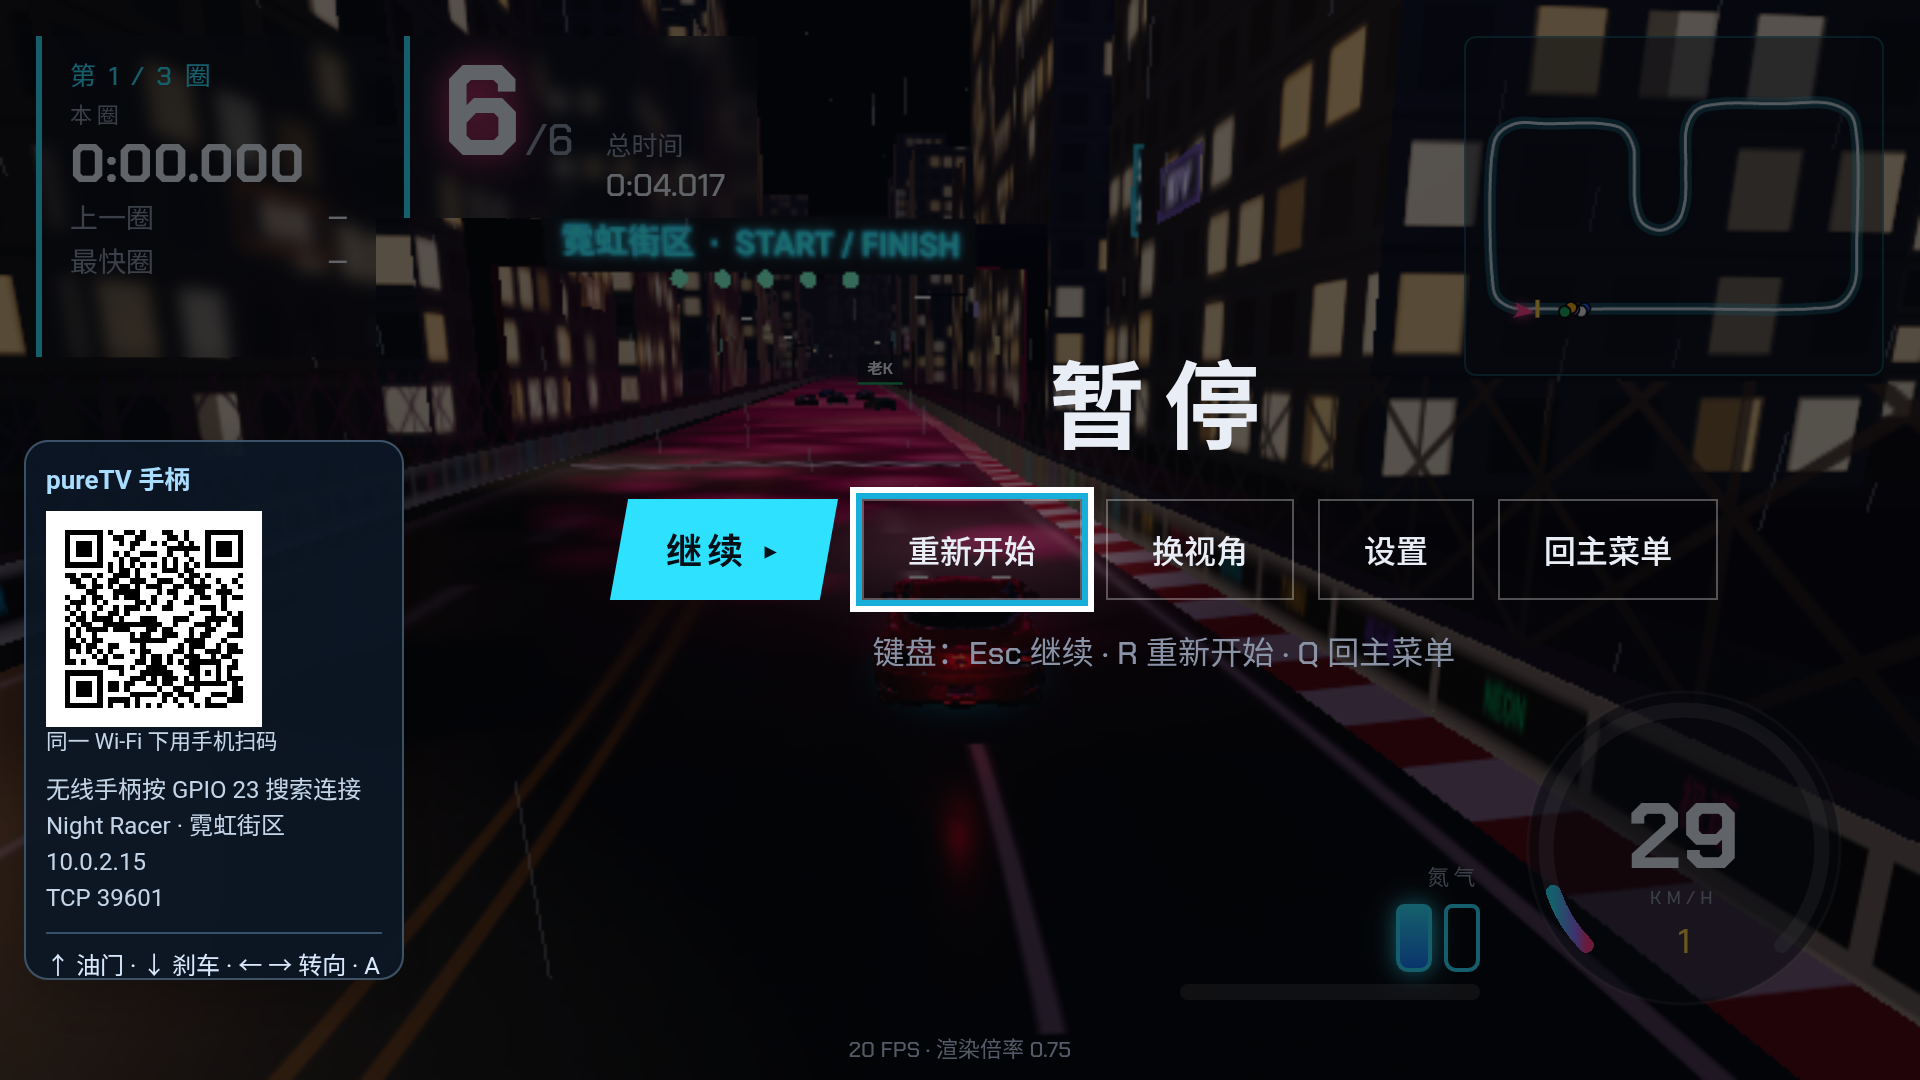 第 1 / 3 圈
本圈
0:00.000
上一圈 –
最快圈 –
6/6
总时间
0:04.017
霓虹街区 · START / FINISH
老K
暂停
继续 ▸
重新开始
换视角
设置
回主菜单
键盘：Esc 继续 · R 重新开始 · Q 回主菜单
pureTV 手柄
同一 Wi-Fi 下用手机扫码
无线手柄按 GPIO 23 搜索连接
Night Racer · 霓虹街区
10.0.2.15
TCP 39601
↑ 油门 · ↓ 刹车 · ← → 转向 · A
NEON
氮气
29
KM/H
1
20 FPS · 渲染倍率 0.75